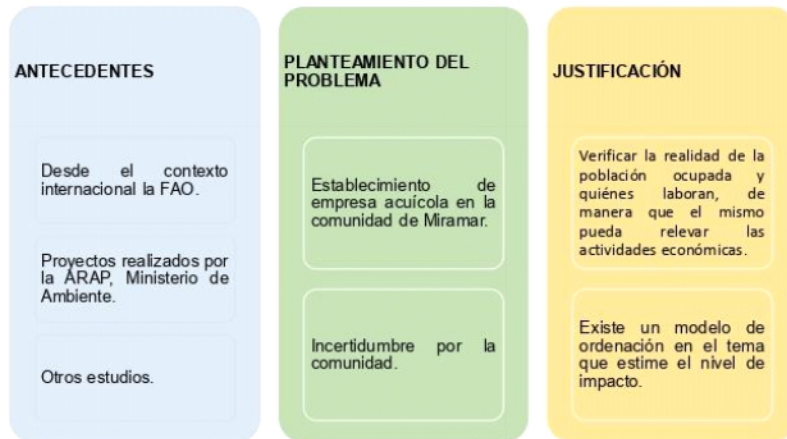 ANTECEDENTES
Desde el contexto
internacional la FAO.
Proyectos realizados por
la ARAP, Ministerio de
Ambiente.
Otros estudios.
PLANTEAMIENTO DEL
PROBLEMA
Establecimiento de
empresa acuícola en la
comunidad de Miramar.
Incertidumbre por la
comunidad.
JUSTIFICACIÓN
Verificar la realidad de la
población ocupada y
quiénes laboran, de
manera que el mismo
pueda relevar las
actividades económicas.
Existe un modelo de
ordenación en el tema
que estime el nivel de
impacto.